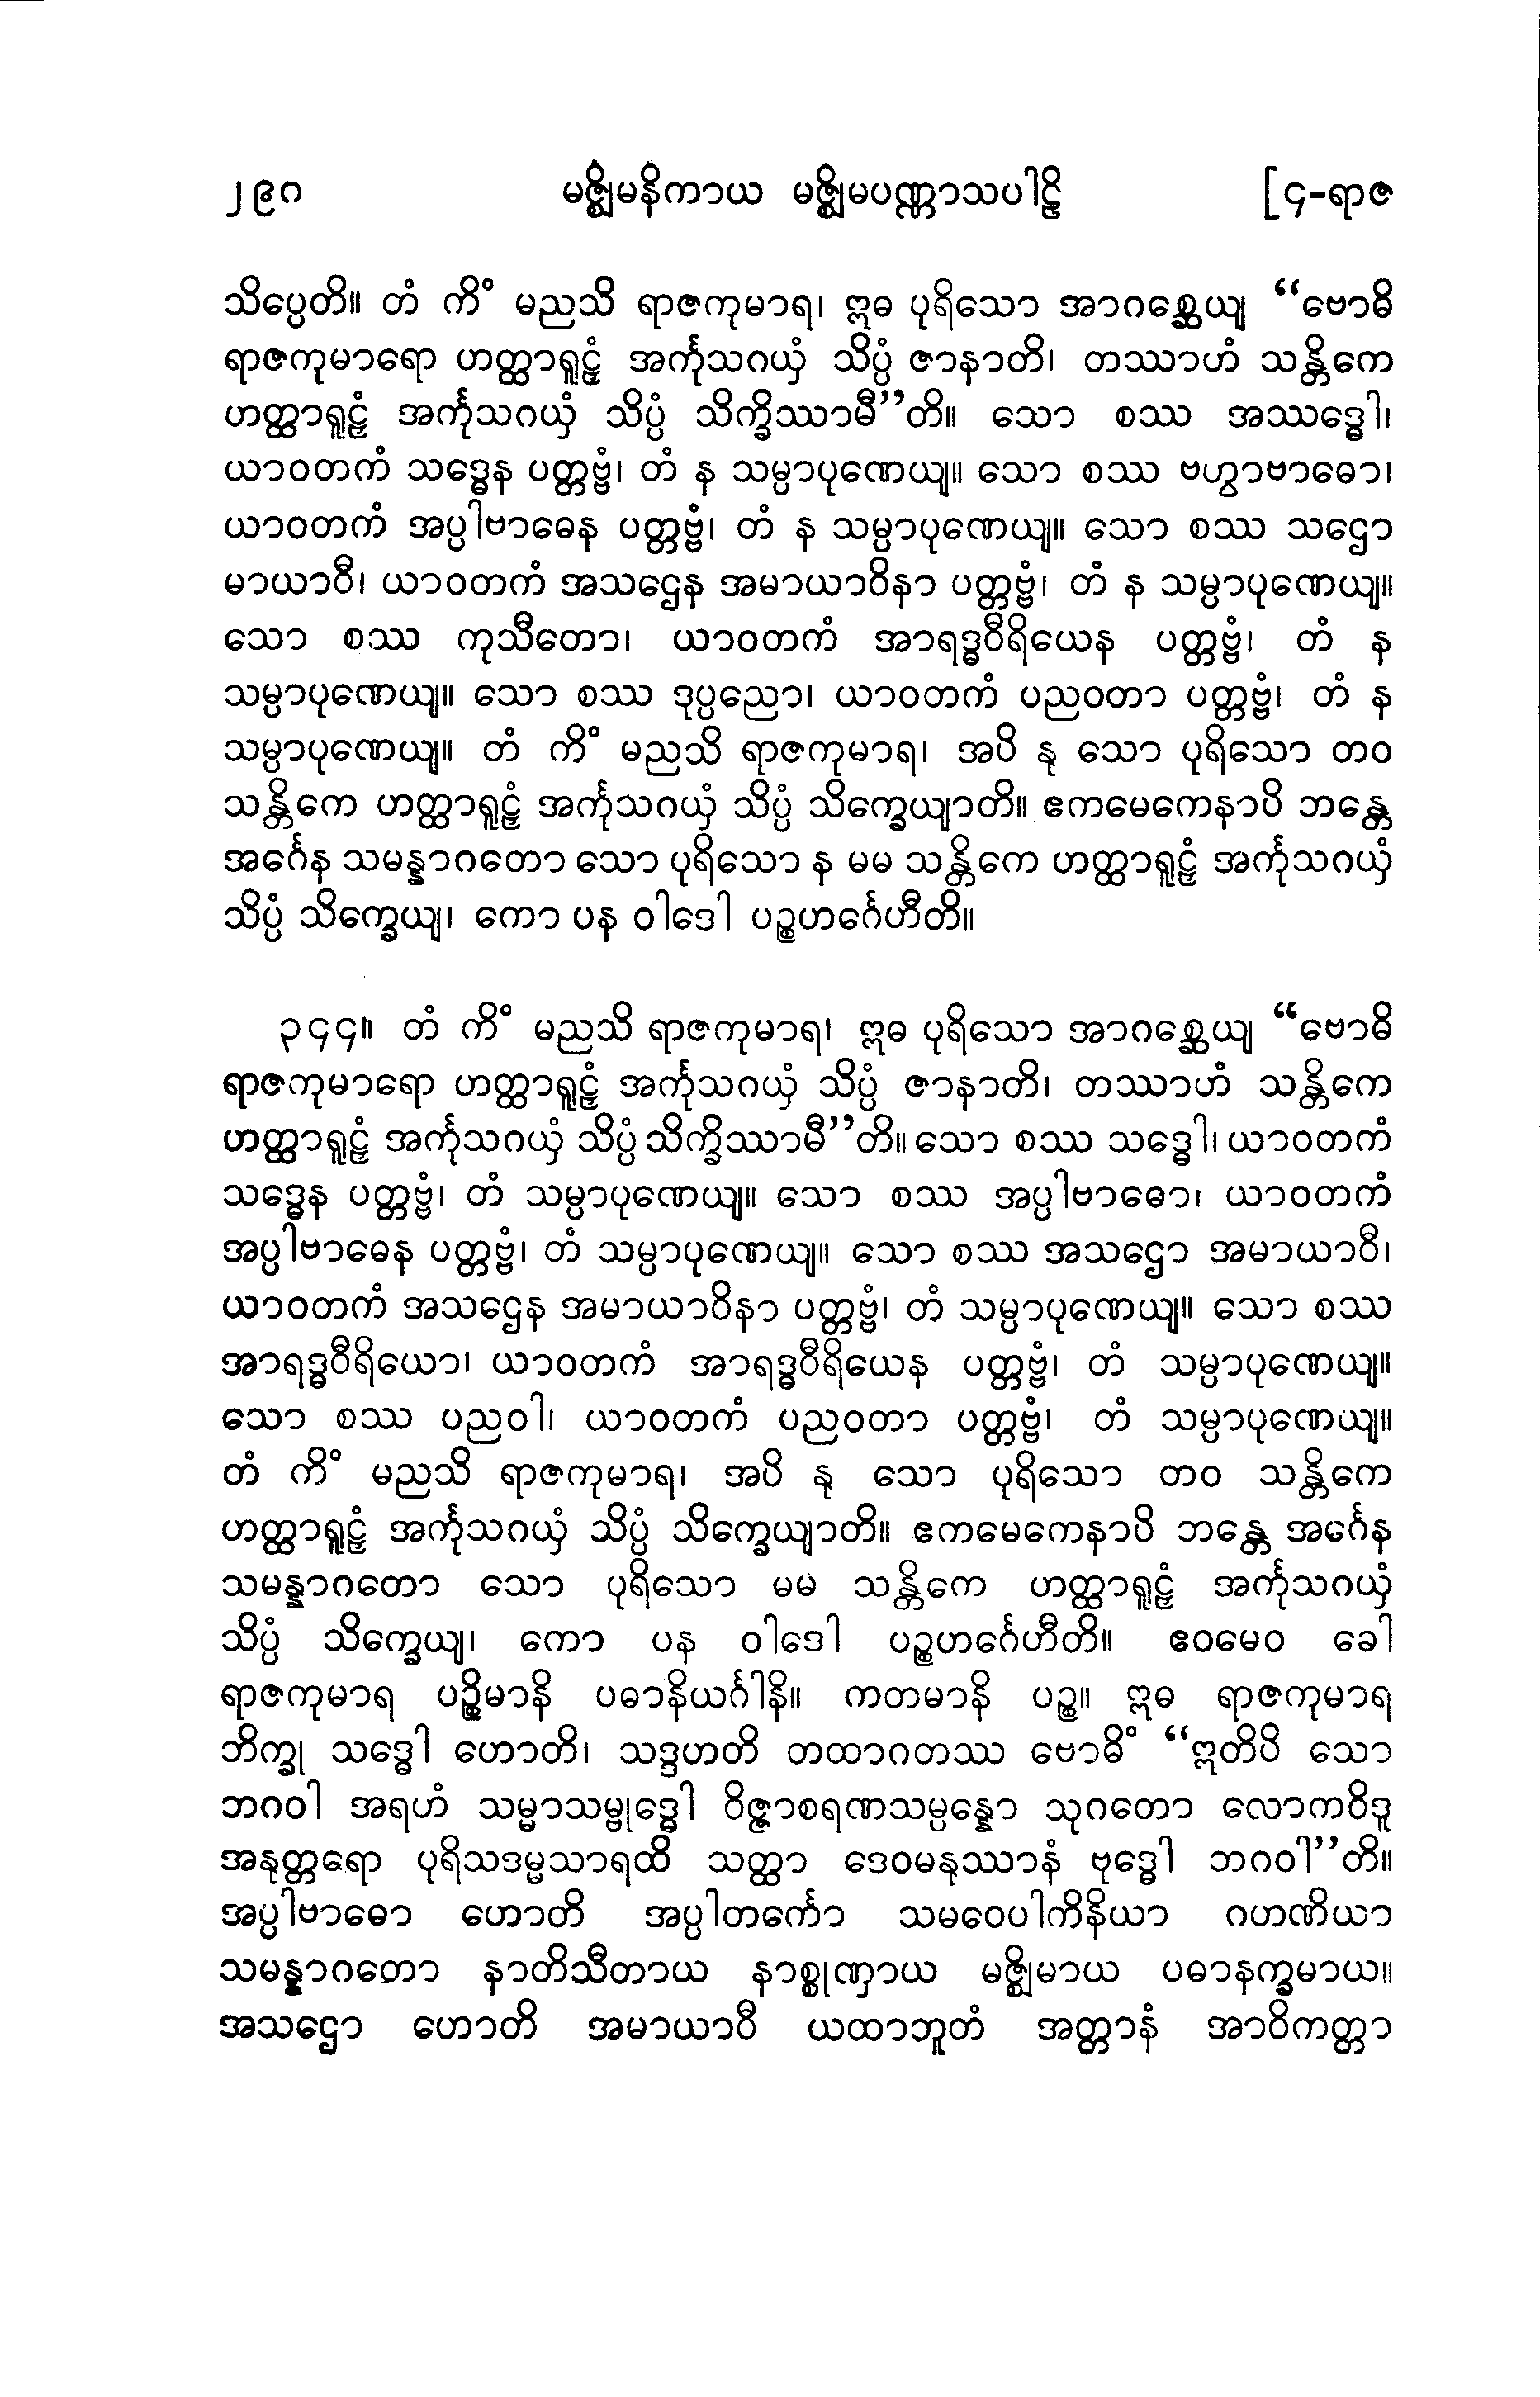 ၂၉၀ မဇ္ဈိမနိကာယ မဇ္ဈိမပဏ္ဏာသပါဠိ [၄-ရာဇ
သိပ္ပေတိ။ တံ ကိံ မညသိ ရာဇကုမာရ၊ ဣဓ ပုရိသော အာဂစ္ဆေယျ “ဗောဓိ
ရာဇကုမာရော ဟတ္ထာရူဠှံ အင်္ကုသဂယှံ သိပ္ပံ ဇာနာတိ၊ တဿာဟံ သန္တိကေ
ဟတ္ထာရူဠှံ အင်္ကုသဂယှံ သိပ္ပံ သိက္ခိဿာမီ”တိ။ သော စဿ အဿဒ္ဓေါ၊
ယာဝတကံ သဒ္ဓေန ပတ္တဗ္ဗံ၊ တံ န သမ္ပာပုဏေယျ။ သော စဿ ဗဟွာဗာဓော၊
ယာဝတကံ အပ္ပါဗာဓေန ပတ္တဗ္ဗံ၊ တံ န သမ္ပာပုဏေယျ။ သော စဿ သဌော
မာယာဝီ၊ ယာဝတကံ အသဌေန အမာယာဝိနာ ပတ္တဗ္ဗံ၊ တံ န သမ္ပာပုဏေယျ။
သော စဿ ကုသီတော၊ ယာဝတကံ အာရဒ္ဓဝီရိယေန ပတ္တဗ္ဗံ၊ တံ န
သမ္ပာပုဏေယျ။ သော စဿ ဒုပ္ပညော၊ ယာဝတကံ ပညဝတာ ပတ္တဗ္ဗံ၊ တံ န
သမ္ပာပုဏေယျ။ တံ ကိံ မညသိ ရာဇကုမာရ၊ အပိ နု သော ပုရိသော တဝ
သန္တိကေ ဟတ္ထာရူဠှံ အင်္ကုသဂယှံ သိပ္ပံ သိက္ခေယျာတိ။ ဧကမေကေနာပိ ဘန္တေ
အင်္ဂေန သမန္နာဂတော သော ပုရိသော န မမ သန္တိကေ ဟတ္ထာရူဠှံ အင်္ကုသဂယှံ
သိပ္ပံ သိက္ခေယျ၊ ကော ပန ဝါဒေါ ပဉ္စဟင်္ဂေဟီတိ။
၃၄၄။ တံ ကိံ မညသိ ရာဇကုမာရ၊ ဣဓ ပုရိသော အာဂစ္ဆေယျ “ဗောဓိ
ရာဇကုမာရော ဟတ္ထာရူဠှံ အင်္ကုသဂယှံ သိပ္ပံ ဇာနာတိ၊ တဿာဟံ သန္တိကေ
ဟတ္ထာရူဠှံ အင်္ကုသဂယှံ သိပ္ပံ သိက္ခိဿာမီ”တိ။ သော စဿ သဒ္ဓေါ၊ ယာဝတကံ
သဒ္ဓေန ပတ္တဗ္ဗံ၊ တံ သမ္ပာပုဏေယျ။ သော စဿ အပ္ပါဗာဓော၊ ယာဝတကံ
အပ္ပါဗာဓေန ပတ္တဗ္ဗံ၊ တံ သမ္ပာပုဏေယျ။ သော စဿ အသဌော အမာယာဝီ၊
ယာဝတကံ အသဌေန အမာယာဝိနာ ပတ္တဗ္ဗံ၊ တံ သမ္ပာပုဏေယျ။ သော စဿ
အာရဒ္ဓဝီရိယော၊ ယာဝတကံ အာရဒ္ဓဝီရိယေန ပတ္တဗ္ဗံ၊ တံ သမ္ပာပုဏေယျ။
သော စဿ ပညဝါ၊ ယာဝတကံ ပညဝတာ ပတ္တဗ္ဗံ၊ တံ သမ္ပာပုဏေယျ။
တံ ကိံ မညသိ ရာဇကုမာရ၊ အပိ နု သော ပုရိသော တဝ သန္တိကေ
ဟတ္ထာရူဠှံ အင်္ကုသဂယှံ သိပ္ပံ သိက္ခေယျာတိ။ ဧကမေကေနာပိ ဘန္တေ အင်္ဂေန
သမန္နာဂတော သော ပုရိသော မမ သန္တိကေ ဟတ္ထာရူဠှံ အင်္ကုသဂယှံ
သိပ္ပံ သိက္ခေယျ၊ ကော ပန ဝါဒေါ ပဉ္စဟင်္ဂေဟီတိ။ ဧဝမေဝ ခေါ
ရာဇကုမာရ ပဉ္စိမာနိ ပဓာနိယင်္ဂါနိ။ ကတမာနိ ပဉ္စ။ ဣဓ ရာဇကုမာရ
ဘိက္ခု သဒ္ဓေါ ဟောတိ၊ သဒ္ဒဟတိ တထာဂတဿ ဗောဓိံ “ဣတိပိ သော
ဘဂဝါ အရဟံ သမ္မာသမ္ဗုဒ္ဓေါ ဝိဇ္ဇာစရဏသမ္ပန္နော သုဂတော လောကဝိဒူ
အနုတ္တရော ပုရိသဒမ္မသာရထိ သတ္ထာ ဒေဝမနုဿာနံ ဗုဒ္ဓေါ ဘဂဝါ”တိ။
အပ္ပါဗာဓော ဟောတိ အပ္ပါတင်္ကော သမဝေပါကိနိယာ ဂဟဏိယာ
သမန္နာဂတော နာတိသီတာယ နာစ္စုဏှာယ မဇ္ဈိမာယ ပဓာနက္ခမာယ။
အသဌော ဟောတိ အမာယာဝီ ယထာဘူတံ အတ္တာနံ အာဝိကတ္တာ